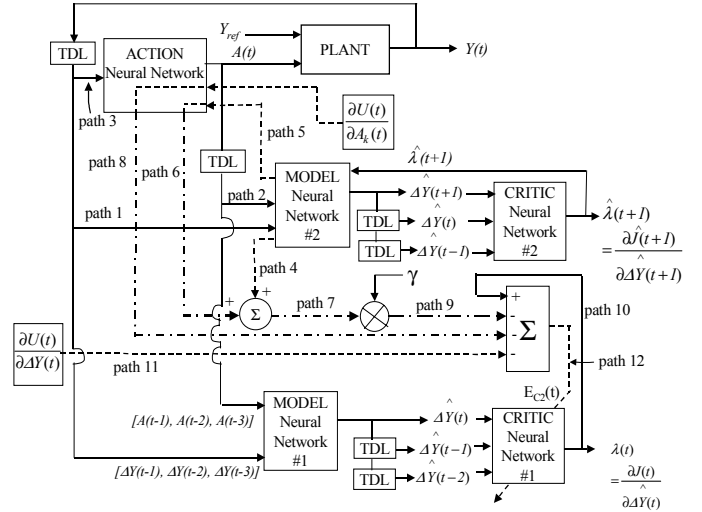 Y_ref
A(t)
PLANT
Y(t)
TDL
ACTION
Neural Network
path 3
path 8
path 6
path 5
∂U(t)
∂A_k(t)
TDL
path 2
path 1
MODEL
Neural
Network
#2
λ̂(t+1)
ΔŶ(t+1)
TDL
ΔŶ(t)
TDL
ΔŶ(t-1)
CRITIC
Neural
Network
#2
λ̂(t+1)
= ∂Ĵ(t+1)
∂ΔŶ(t+1)
path 4
+
+
Σ
path 7
γ
path 9
+
-
-
-
Σ
path 10
path 12
∂U(t)
∂ΔY(t)
path 11
E_C2(t)
[A(t-1), A(t-2), A(t-3)]
[ΔY(t-1), ΔY(t-2), ΔY(t-3)]
MODEL
Neural
Network
#1
ΔŶ(t)
TDL
ΔŶ(t-1)
TDL
ΔŶ(t-2)
CRITIC
Neural
Network
#1
λ(t)
= ∂J(t)
∂ΔŶ(t)